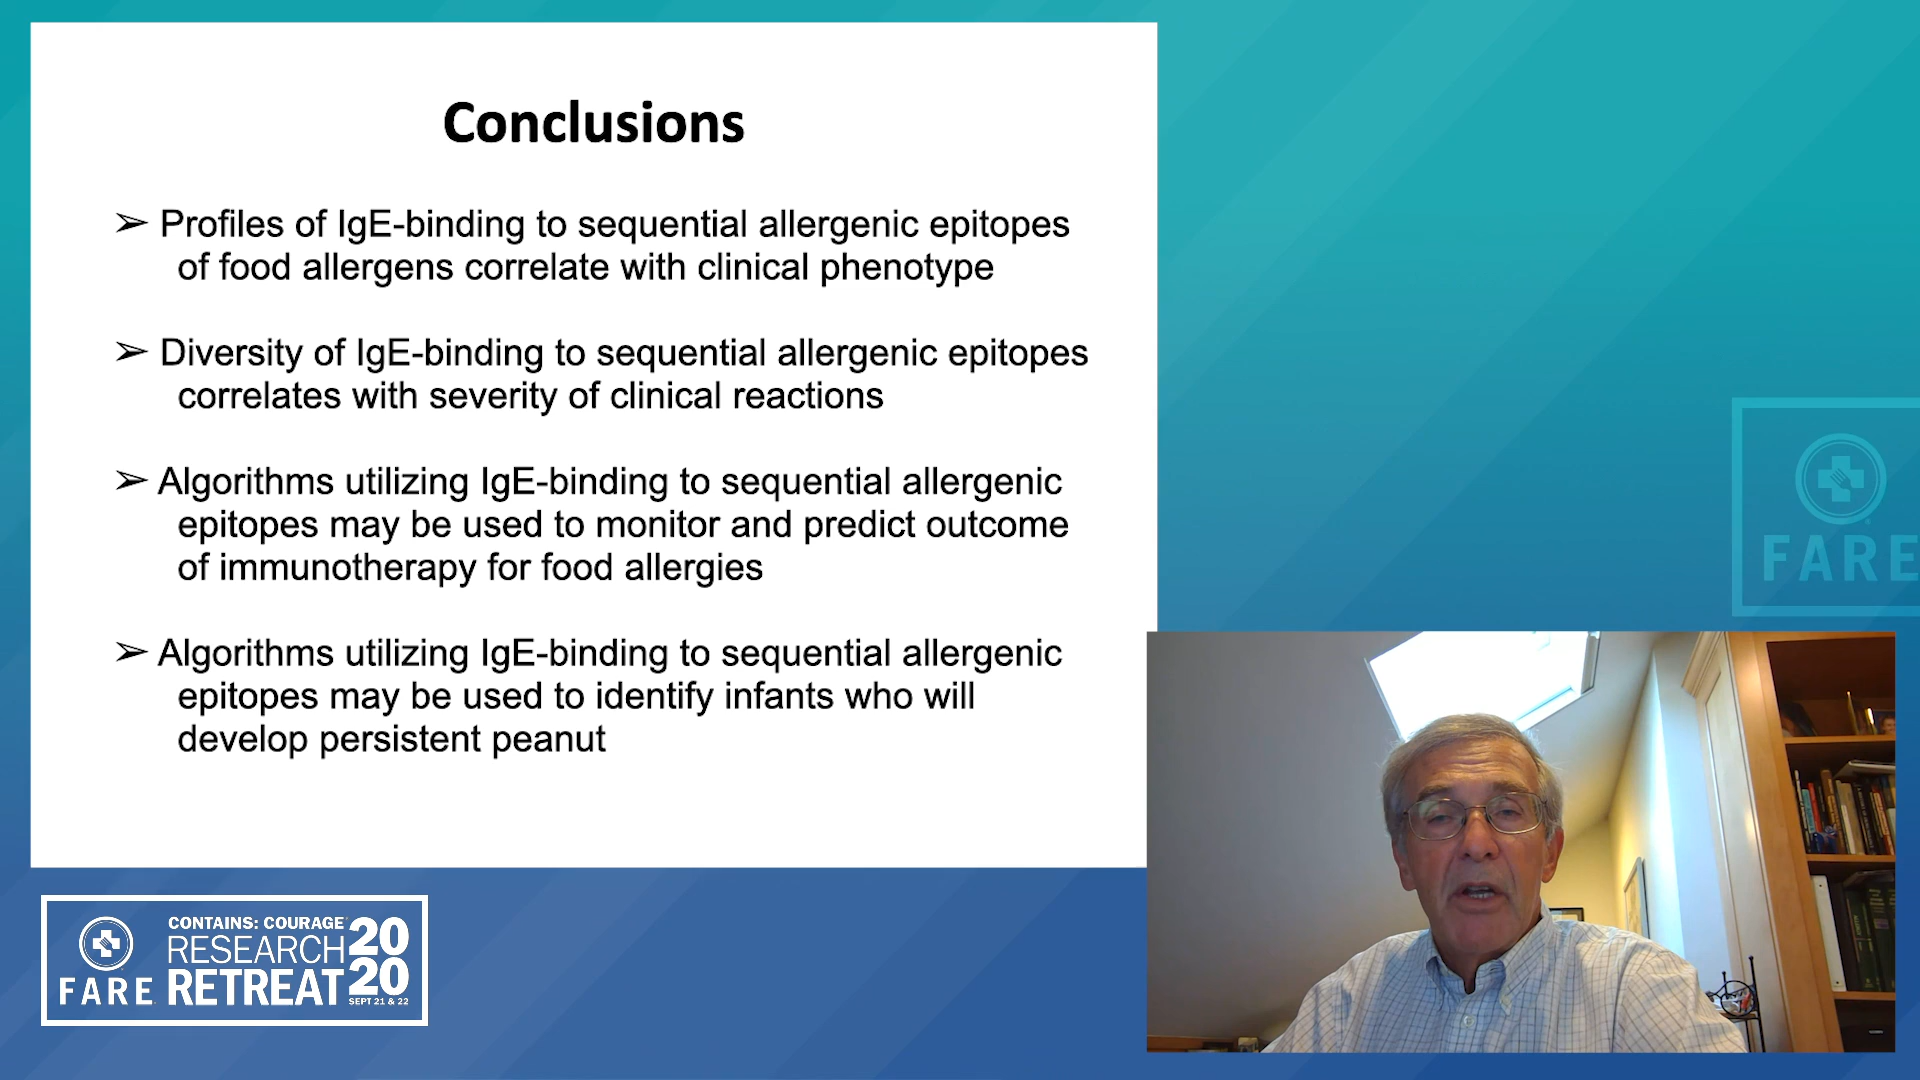 Conclusions
➢ Profiles of IgE-binding to sequential allergenic epitopes
of food allergens correlate with clinical phenotype
➢ Diversity of IgE-binding to sequential allergenic epitopes
correlates with severity of clinical reactions
➢ Algorithms utilizing IgE-binding to sequential allergenic
epitopes may be used to monitor and predict outcome
of immunotherapy for food allergies
➢ Algorithms utilizing IgE-binding to sequential allergenic
epitopes may be used to identify infants who will
develop persistent peanut
FARE
FARE
CONTAINS: COURAGE
RESEARCH
RETREAT
20
20
SEPT 21 & 22